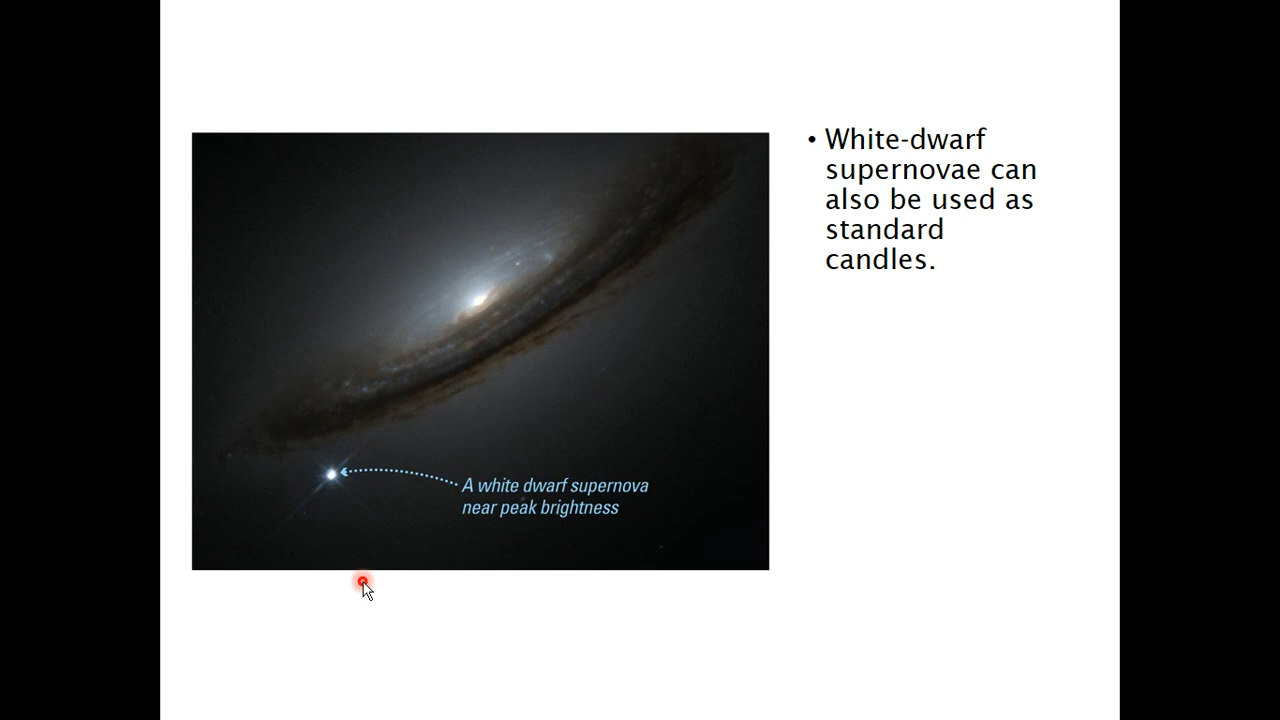 • White-dwarf
supernovae can
also be used as
standard
candles.
A white dwarf supernova
near peak brightness